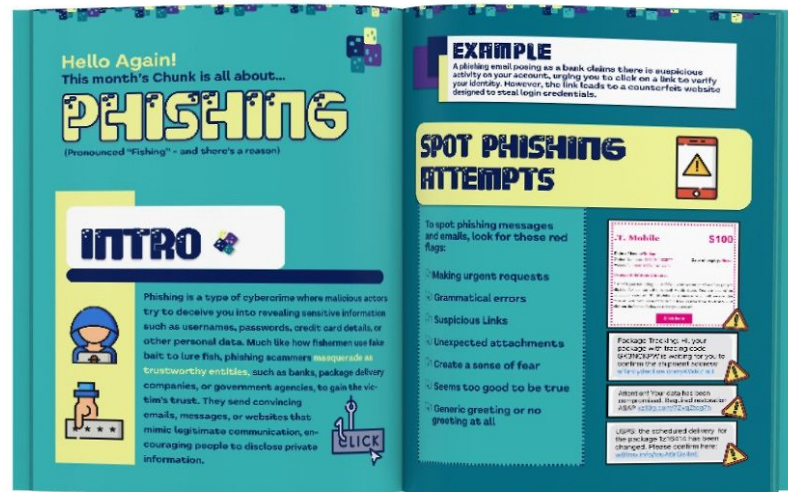 Hello Again!
This month's Chunk is all about...
PHISHING
(Pronounced "Fishing" - and there's a reason)
INTRO
Phishing is a type of cybercrime where malicious actors
try to deceive you into revealing sensitive information
such as usernames, passwords, credit card details, or
other personal data. Much like how fishermen use fake
bait to lure fish, phishing scammers masquerade as
trustworthy entities, such as banks, package delivery
companies, or government agencies, to gain the vic-
tim's trust. They send convincing
emails, messages, or websites that
mimic legitimate communication, en-
couraging people to disclose private
information.
CLICK
EXAMPLE
A phishing email posing as a bank claims there is suspicious
activity on your account, urging you to click on a link to verify
your identity. However, the link leads to a counterfeit website
designed to steal login credentials.
SPOT PHISHING
ATTEMPTS
To spot phishing messages
and emails, look for these red
flags:
Making urgent requests
Grammatical errors
Suspicious Links
Unexpected attachments
Create a sense of fear
Seems too good to be true
Generic greeting or no
greeting at all
T. Mobile $100
Package Tracking: Hi, your
package with tracing code
is waiting for you to
confirm the shipment address:
Attention! Your data has been
compromised. Required restoration
ASAP
USPS: the scheduled delivery for
the package has been
changed. Please confirm here: